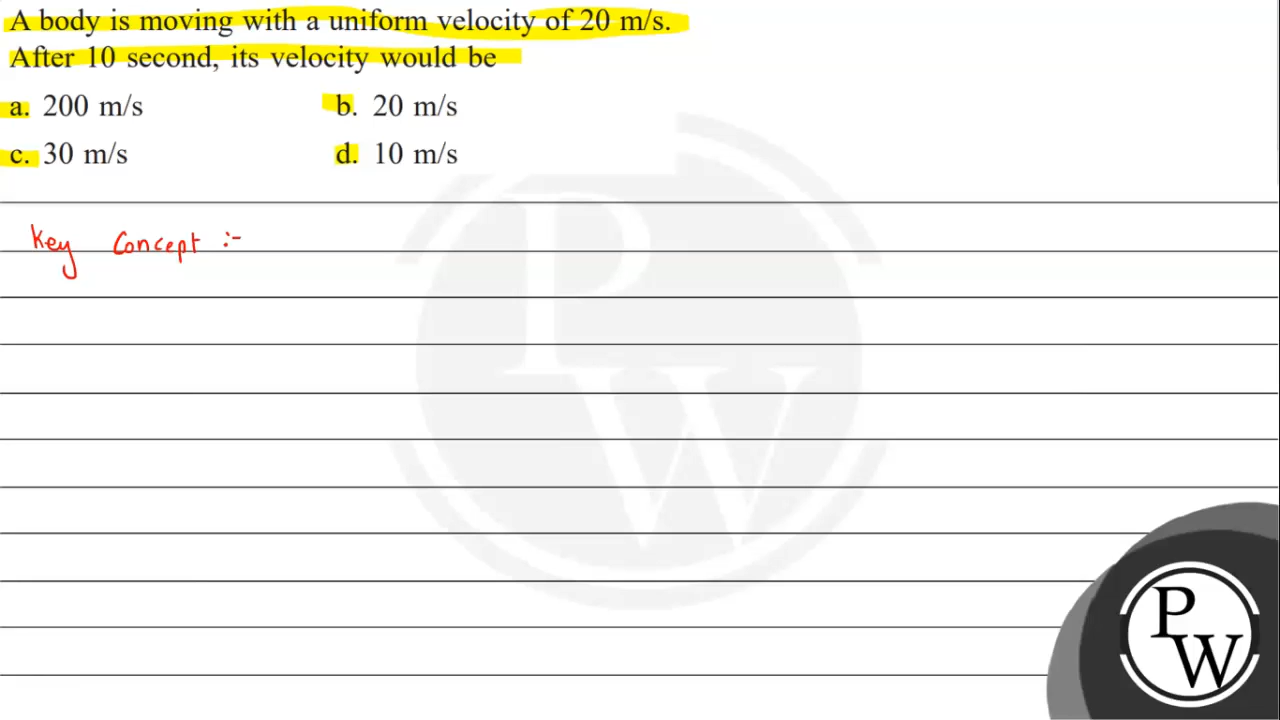 A body is moving with a uniform velocity of 20 m/s.
After 10 second, its velocity would be
a. 200 m/s b. 20 m/s
c. 30 m/s d. 10 m/s
Key Concept :-
PW
PW